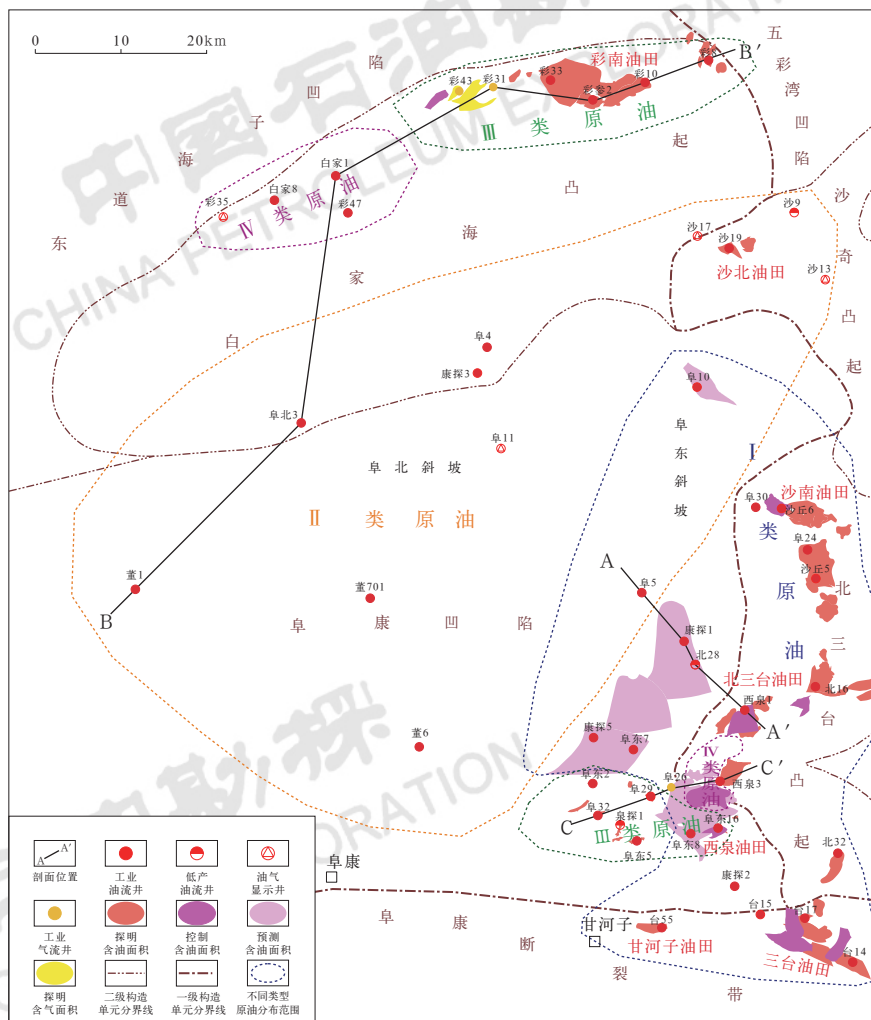 0 10 20km
五
彩
湾
凹
陷
东
道
海
子
凹
陷
彩南油田
彩8
B′
彩43
彩31
彩33
彩参2
彩10
Ⅲ 类 原 油
白家1
白家8
彩47
彩35
Ⅳ 类 原 油
白
家
海
凸
起
沙9
沙17
沙19
沙北油田
沙13
沙
奇
凸
起
阜4
康探3
阜10
阜北3
阜11
阜北斜坡
阜
东
斜
坡
Ⅱ 类 原 油
Ⅰ
类
原
油
沙南油田
阜30
沙丘6
阜24
沙丘5
董1
B
董701
阜 康 凹 陷
A
阜5
康探1
北28
北三台油田
北16
西泉1
A′
北
三
台
凸
起
董6
康探5
阜东7
Ⅳ
类
原
油
C′
阜东2
阜26
西泉3
阜29
阜32
C
泉探1
Ⅲ 类 原 油
阜东16
阜东8
阜东5
西泉油田
北32
康探2
阜康
阜
康
断
裂
带
台15
台17
甘河子
台55
甘河子油田
三台油田
台14
A A′
剖面位置
工业
油流井
低产
油流井
油气
显示井
工业
气流井
探明
含油面积
控制
含油面积
预测
含油面积
探明
含气面积
二级构造
单元分界线
一级构造
单元分界线
不同类型
原油分布范围
CHINA PETROLEUM EXPLORATION